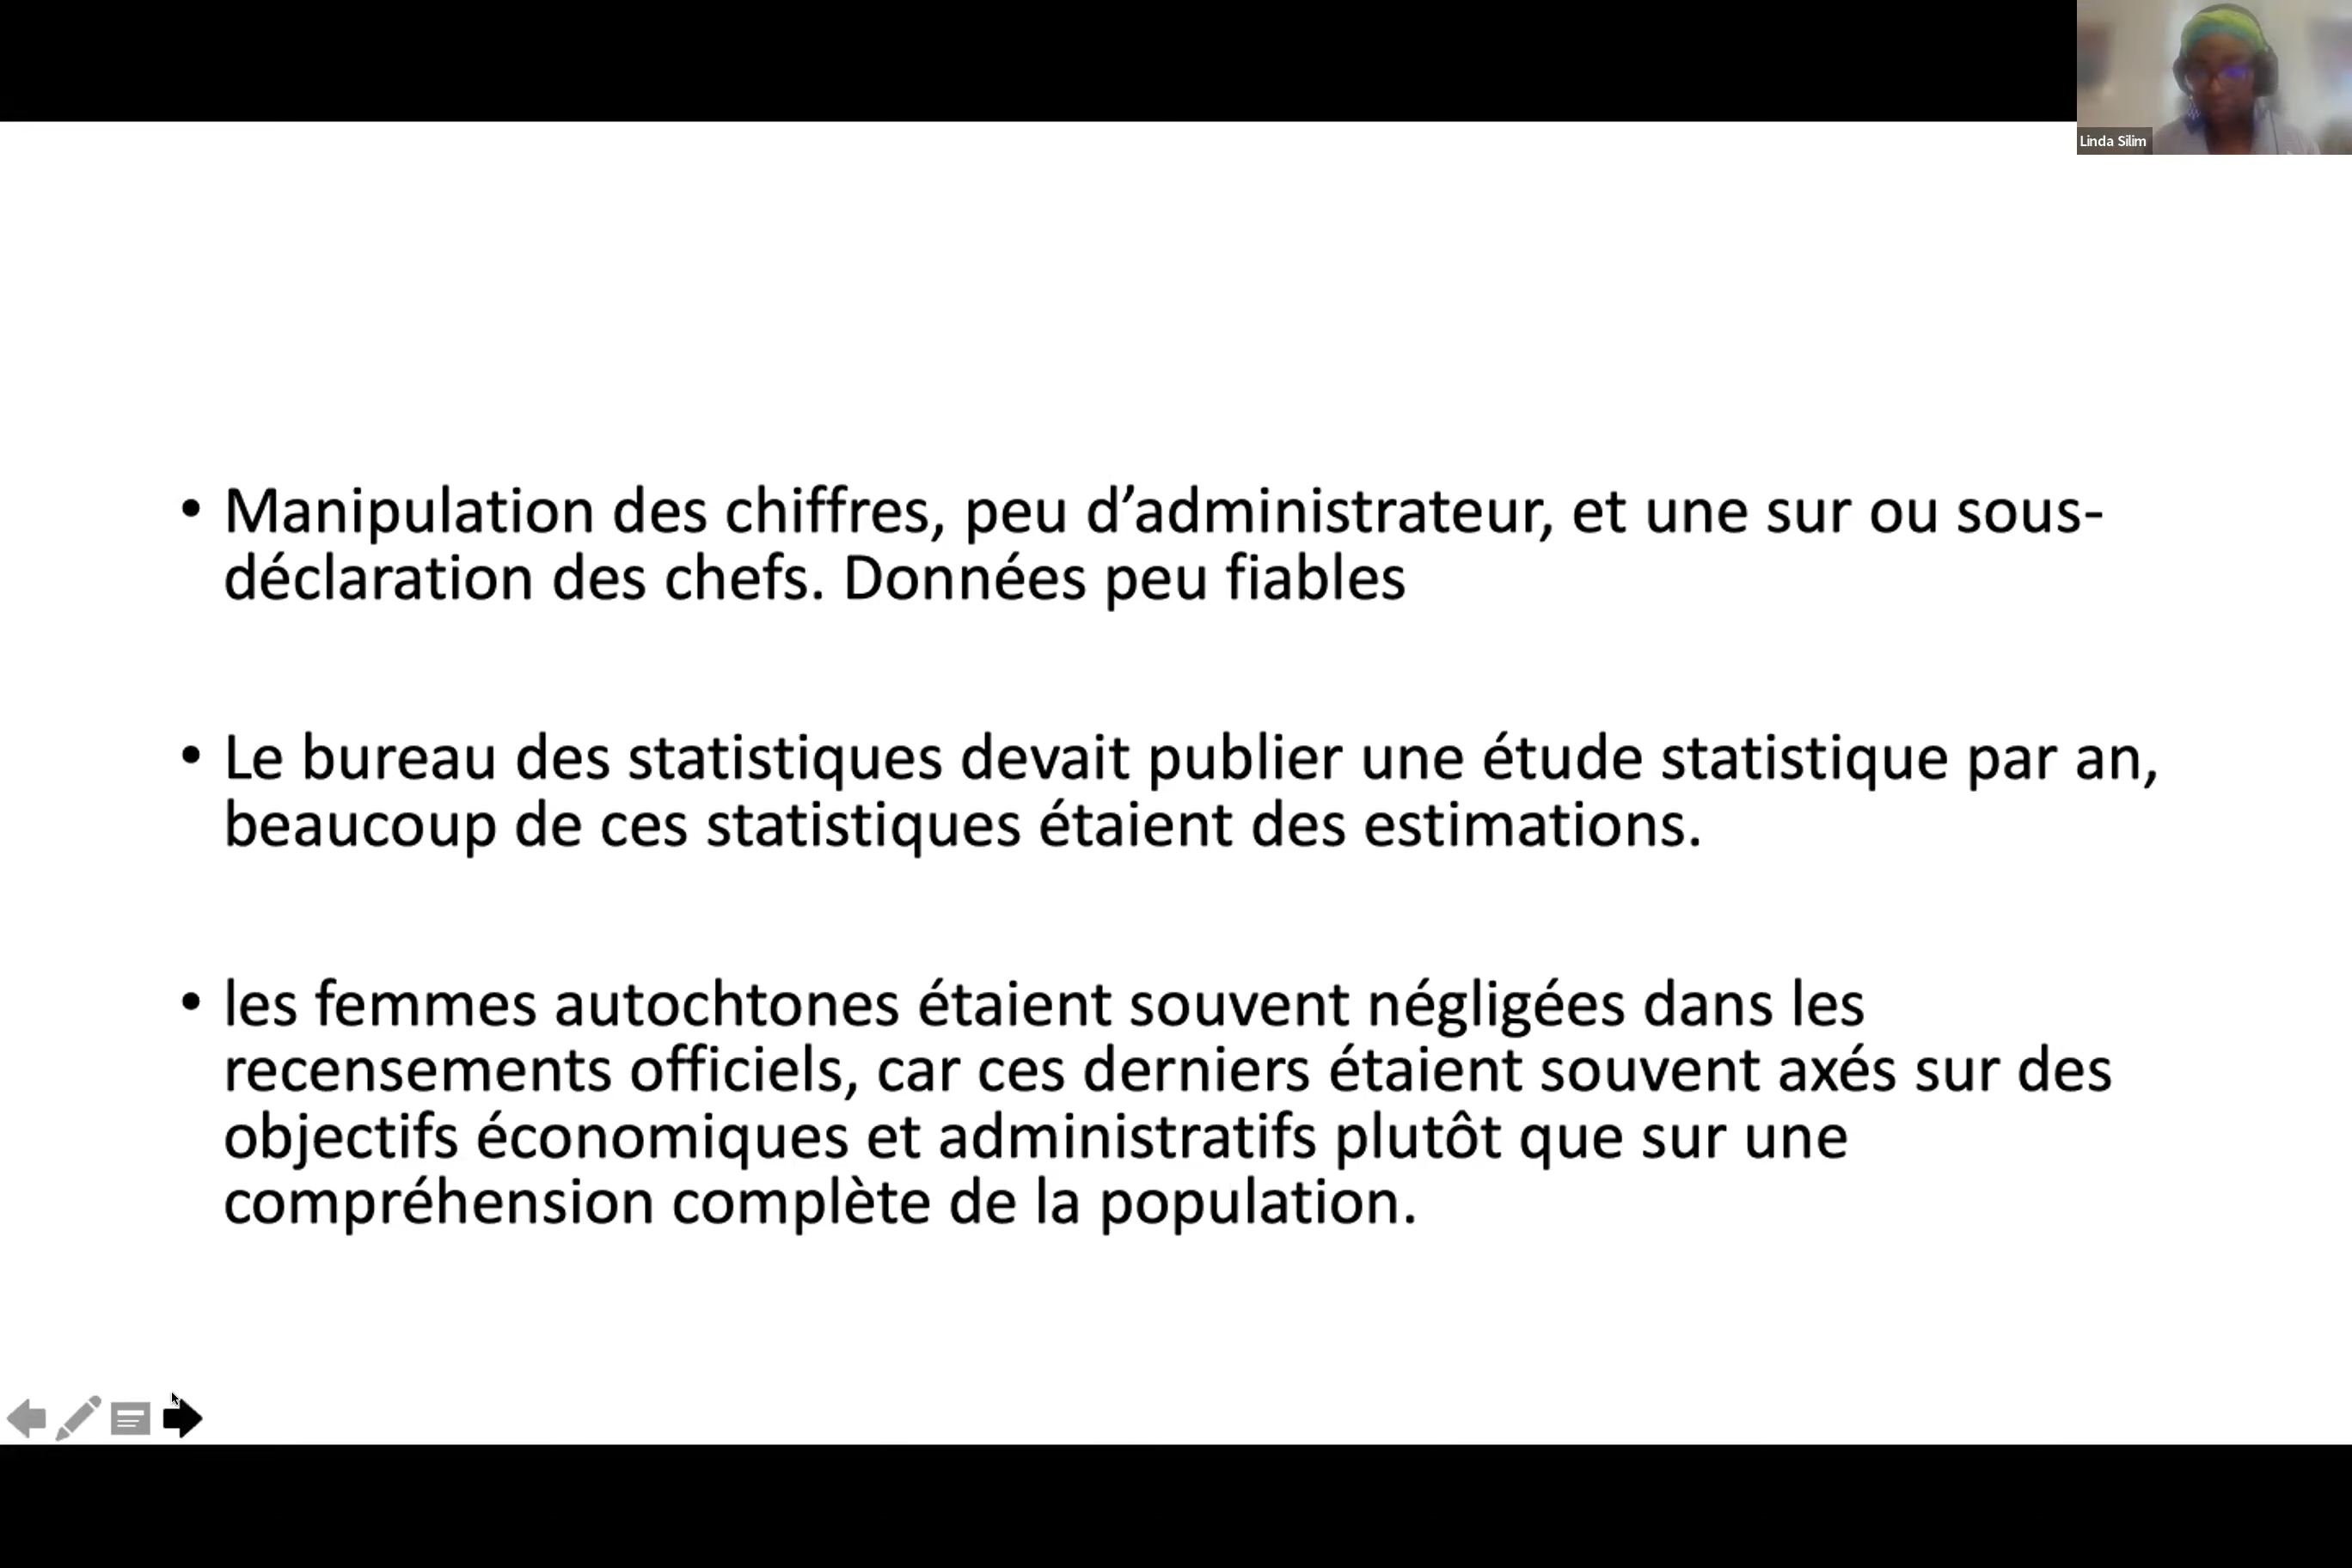 Linda Silim
• Manipulation des chiffres, peu d’administrateur, et une sur ou sous-
déclaration des chefs. Données peu fiables
• Le bureau des statistiques devait publier une étude statistique par an,
beaucoup de ces statistiques étaient des estimations.
• les femmes autochtones étaient souvent négligées dans les
recensements officiels, car ces derniers étaient souvent axés sur des
objectifs économiques et administratifs plutôt que sur une
compréhension complète de la population.